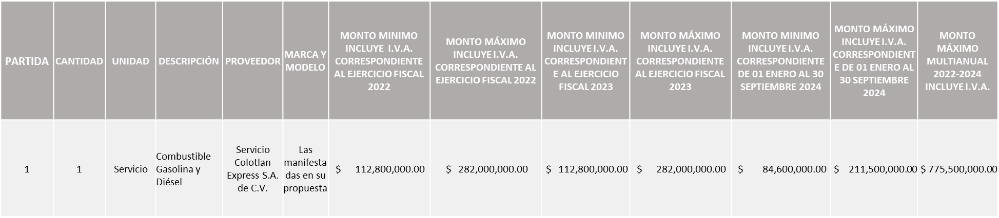 PARTIDA
CANTIDAD
UNIDAD
DESCRIPCIÓN
PROVEEDOR
MARCA Y
MODELO
MONTO MINIMO
INCLUYE I.V.A.
CORRESPONDIENTE
AL EJERCICIO FISCAL
2022
MONTO MÁXIMO
INCLUYE I.V.A.
CORRESPONDIENTE AL
EJERCICIO FISCAL 2022
MONTO MINIMO
INCLUYE I.V.A.
CORRESPONDIENT
E AL EJERCICIO
FISCAL 2023
MONTO MÁXIMO
INCLUYE I.V.A.
CORRESPONDIENTE
AL EJERCICIO FISCAL
2023
MONTO MINIMO
INCLUYE I.V.A.
CORRESPONDIENTE
DE 01 ENERO AL 30
SEPTIEMBRE 2024
MONTO MÁXIMO
INCLUYE I.V.A.
CORRESPONDIENT
E DE 01 ENERO AL
30 SEPTIEMBRE
2024
MONTO
MÁXIMO
MULTIANUAL
2022-2024
INCLUYE I.V.A.
1
1
Servicio
Combustible
Gasolina y
Diésel
Servicio
Colotlan
Express S.A.
de C.V.
Las
manifesta
das en su
propuesta
$ 112,800,000.00
$ 282,000,000.00
$ 112,800,000.00
$ 282,000,000.00
$ 84,600,000.00
$ 211,500,000.00
$ 775,500,000.00